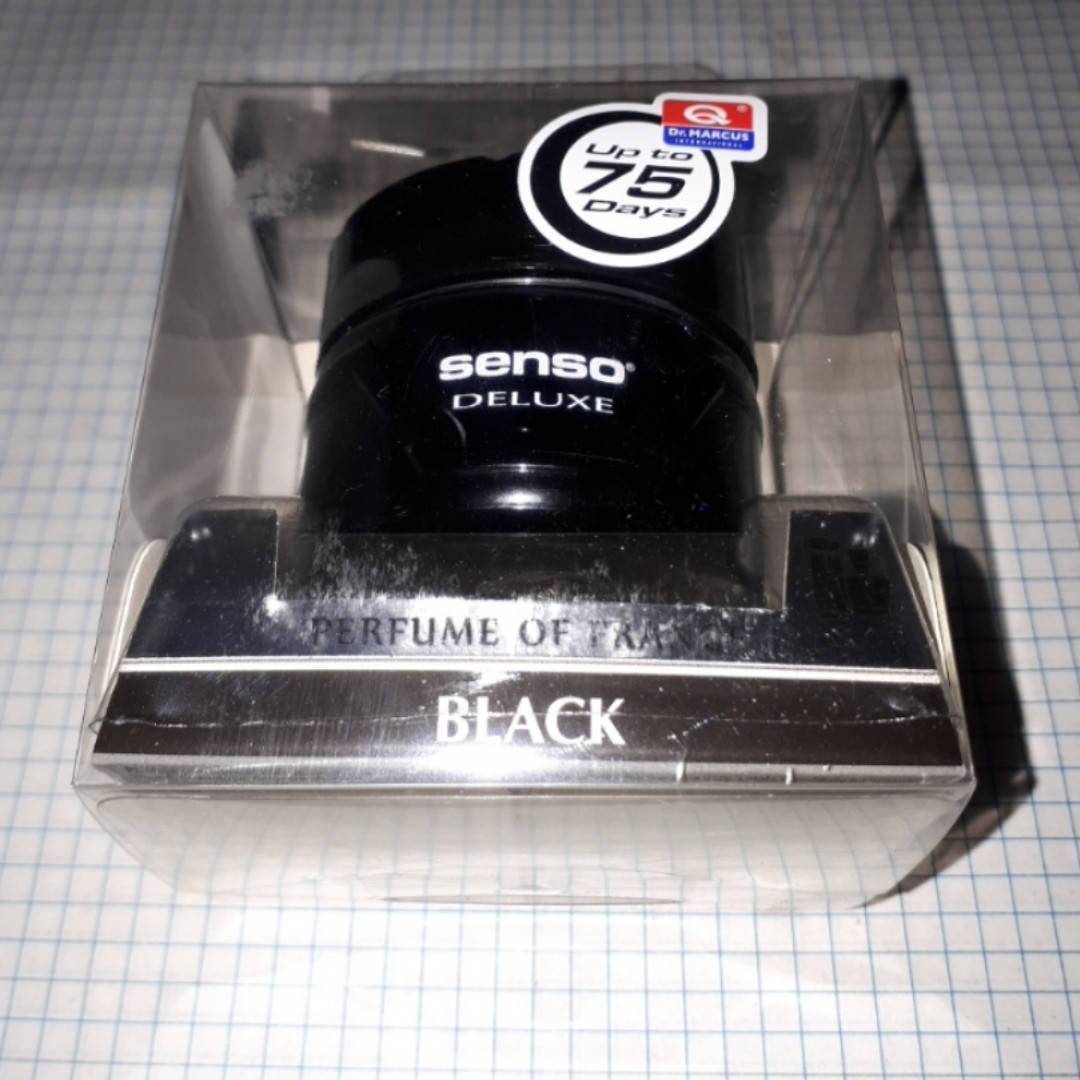 Dr. MARCUS
INTERNATIONAL
Up to
75
Days
senso®
DELUXE
PERFUME OF FRANCE
BLACK